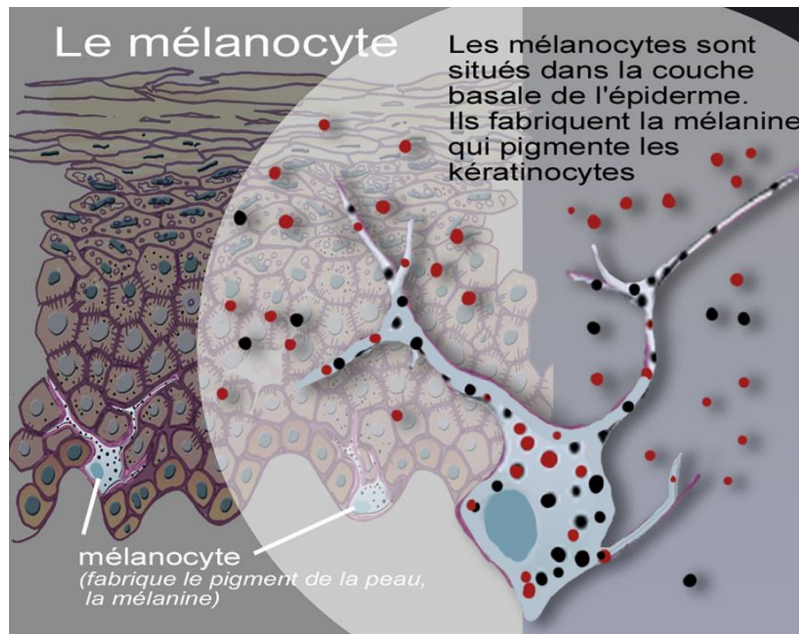 Le mélanocyte
Les mélanocytes sont
situés dans la couche
basale de l'épiderme.
Ils fabriquent la mélanine
qui pigmente les
kératinocytes
mélanocyte
(fabrique le pigment de la peau,
la mélanine)